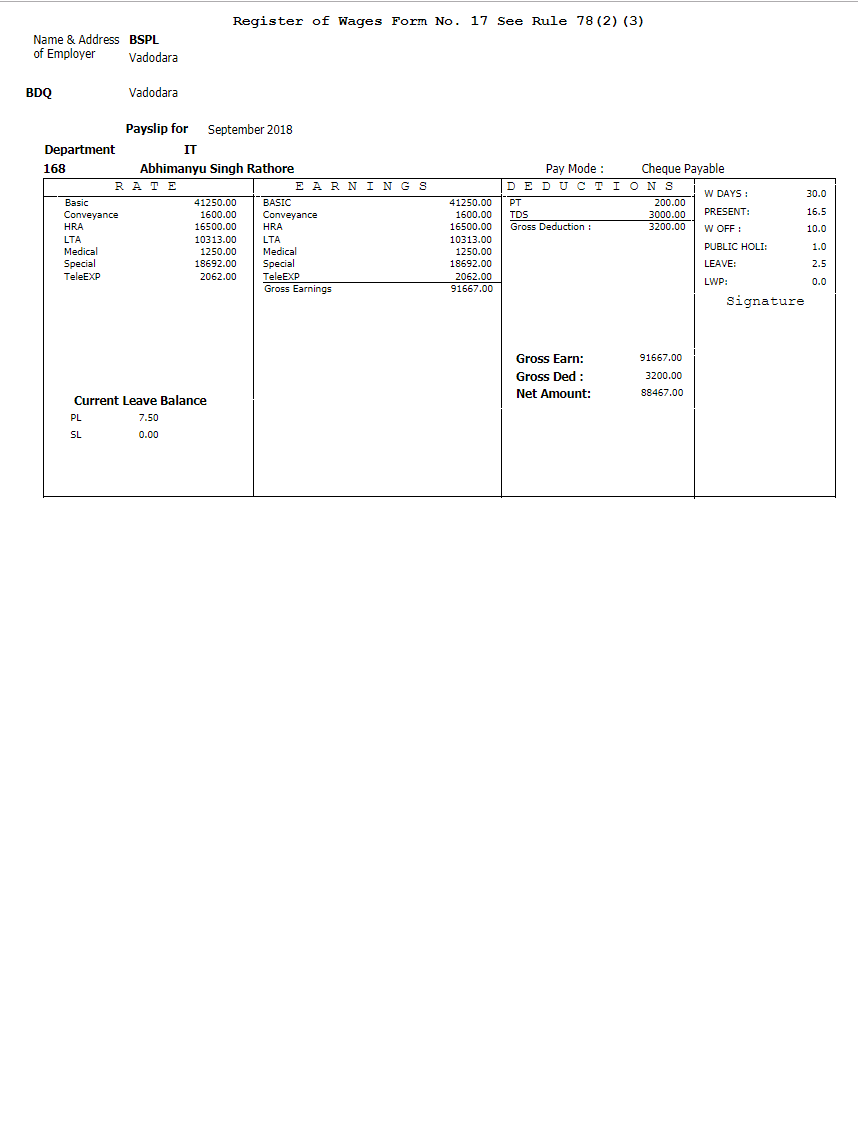 Register of Wages Form No. 17 See Rule 78(2)(3)
Name & Address BSPL
of Employer Vadodara
BDQ Vadodara
Payslip for September 2018
Department IT
168 Abhimanyu Singh Rathore Pay Mode : Cheque Payable
R A T E E A R N I N G S D E D U C T I O N S W DAYS : 30.0
Basic 41250.00 BASIC 41250.00 PT 200.00
Conveyance 1600.00 Conveyance 1600.00 TDS 3000.00 PRESENT: 16.5
HRA 16500.00 HRA 16500.00 Gross Deduction : 3200.00 W OFF : 10.0
LTA 10313.00 LTA 10313.00
Medical 1250.00 Medical 1250.00 PUBLIC HOLI: 1.0
Special 18692.00 Special 18692.00 LEAVE: 2.5
TeleEXP 2062.00 TeleEXP 2062.00 LWP: 0.0
Gross Earnings 91667.00
Signature
Gross Earn: 91667.00
Gross Ded : 3200.00
Net Amount: 88467.00
Current Leave Balance
PL 7.50
SL 0.00